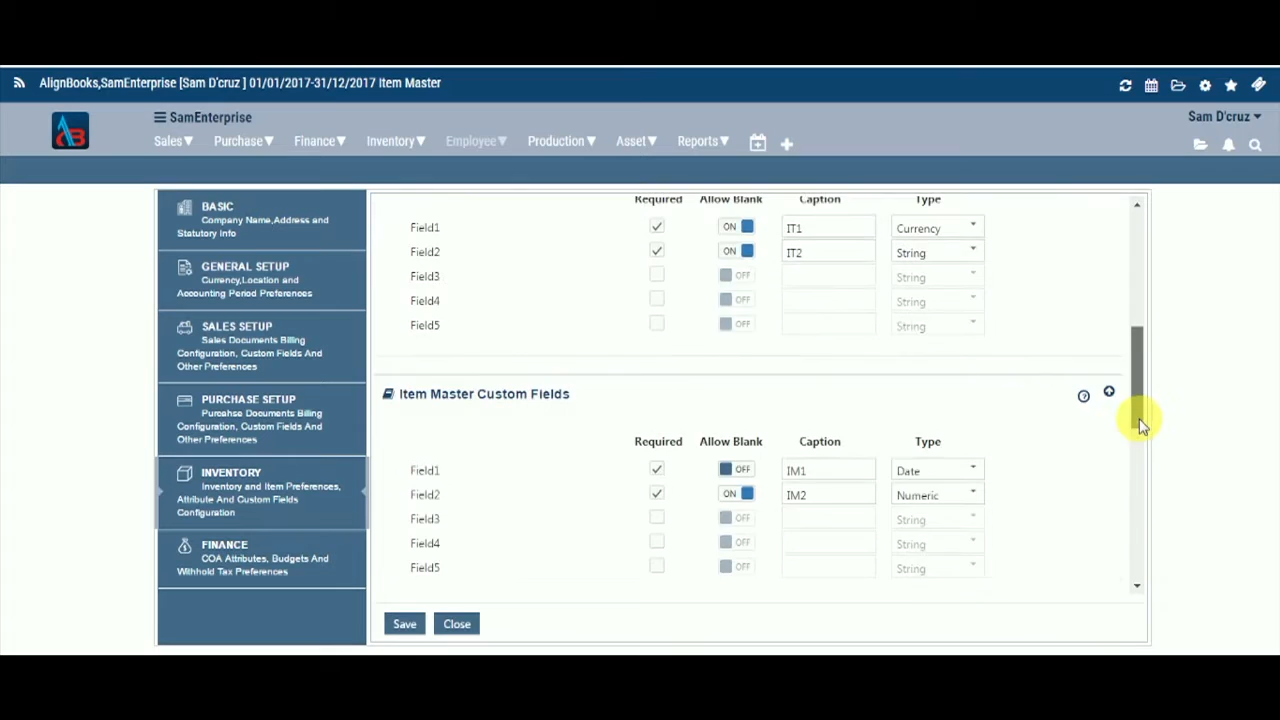 AlignBooks,SamEnterprise [Sam D'cruz ] 01/01/2017-31/12/2017 Item Master
AB
SamEnterprise
Sam D'cruz
Sales Purchase Finance Inventory Employee Production Asset Reports
BASIC
Company Name,Address and
Statutory Info
GENERAL SETUP
Currency,Location and
Accounting Period Preferences
SALES SETUP
Sales Documents Billing
Configuration, Custom Fields And
Other Preferences
PURCHASE SETUP
Purcahse Documents Billing
Configuration, Custom Fields And
Other Preferences
INVENTORY
Inventory and Item Preferences,
Attribute And Custom Fields
Configuration
FINANCE
COA Attributes, Budgets And
Withhold Tax Preferences
Required Allow Blank Caption Type
Field1 ON IT1 Currency
Field2 ON IT2 String
Field3 OFF String
Field4 OFF String
Field5 OFF String
Item Master Custom Fields
Required Allow Blank Caption Type
Field1 OFF IM1 Date
Field2 ON IM2 Numeric
Field3 OFF String
Field4 OFF String
Field5 OFF String
Save Close